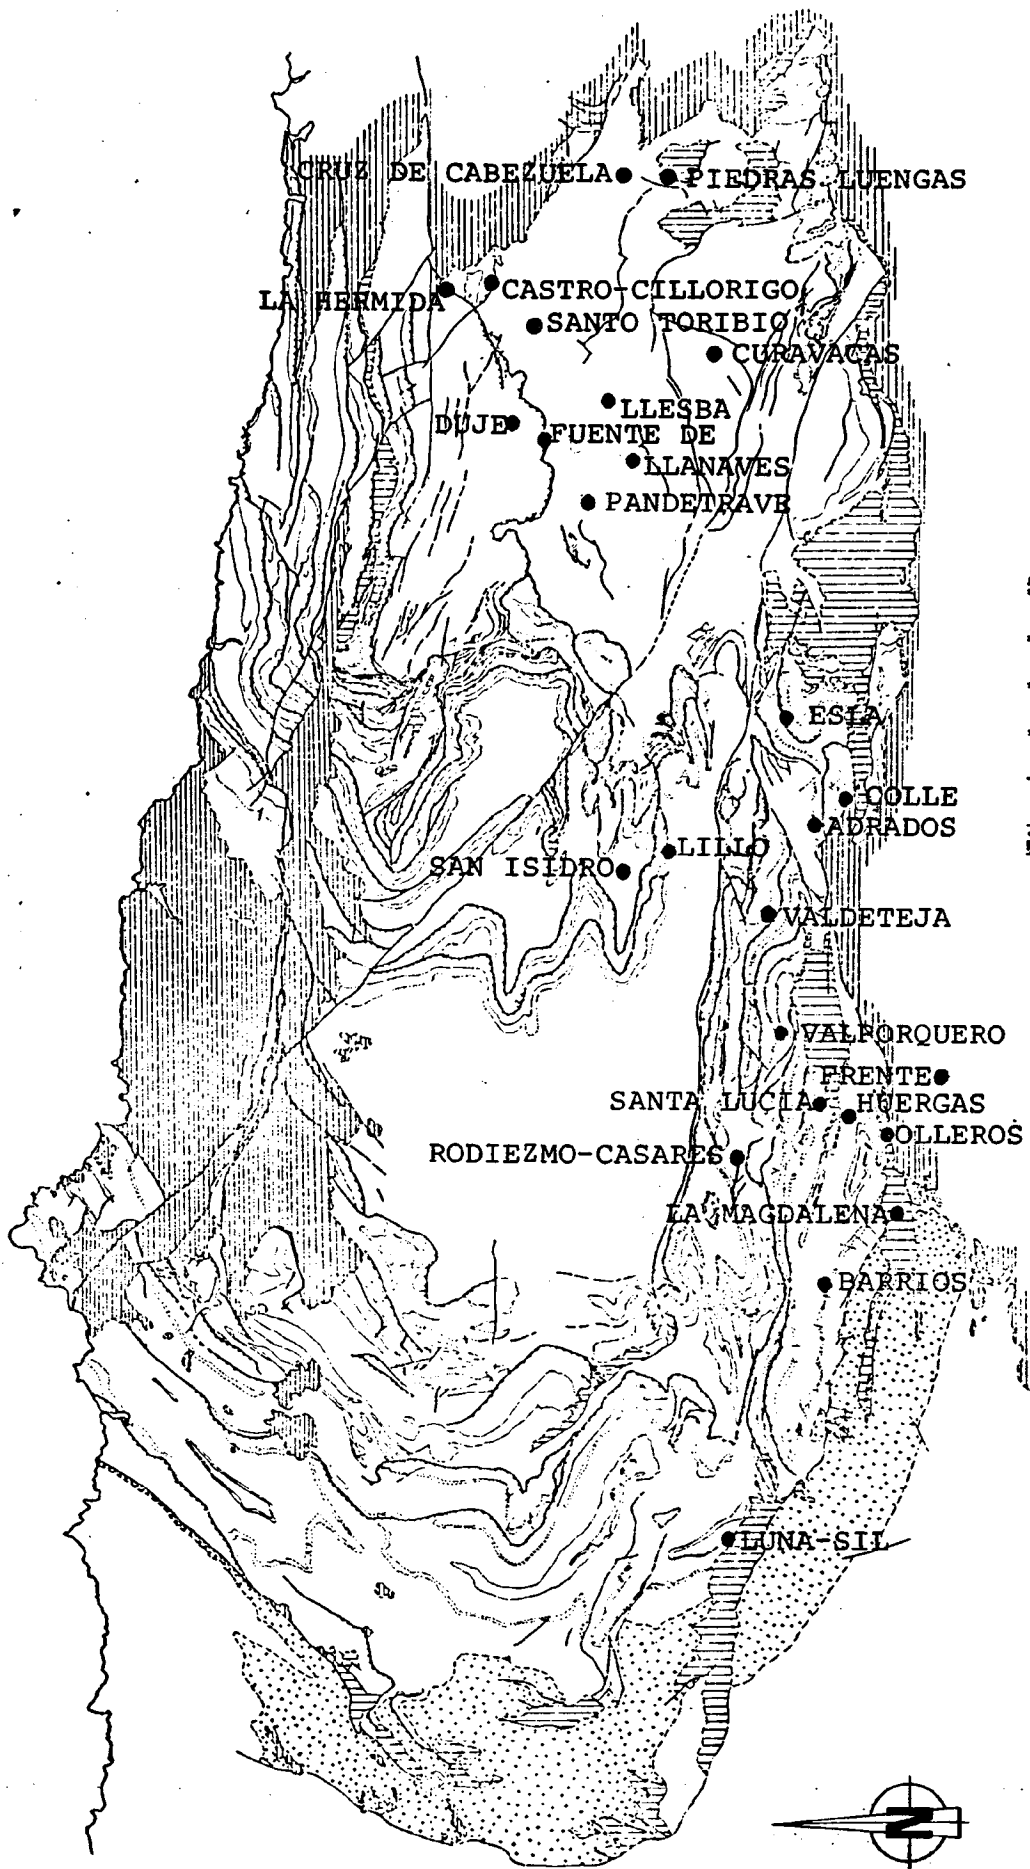 CRUZ DE CABEZUELA
PIEDRAS LUENGAS
LA HERMIDA
CASTRO-CILLORIGO
SANTO TORIBIO
CURAVACAS
LLESBA
DUJE
FUENTE DE
LLANAVES
PANDETRAVE
ESLA
COLLE
ADRADOS
LILLO
SAN ISIDRO
VALDETEJA
VALPORQUERO
FRENTE
SANTA LUCIA
HUERGAS
OLLEROS
RODIEZMO-CASARES
LA MAGDALENA
BARRIOS
LUNA-SIL
N